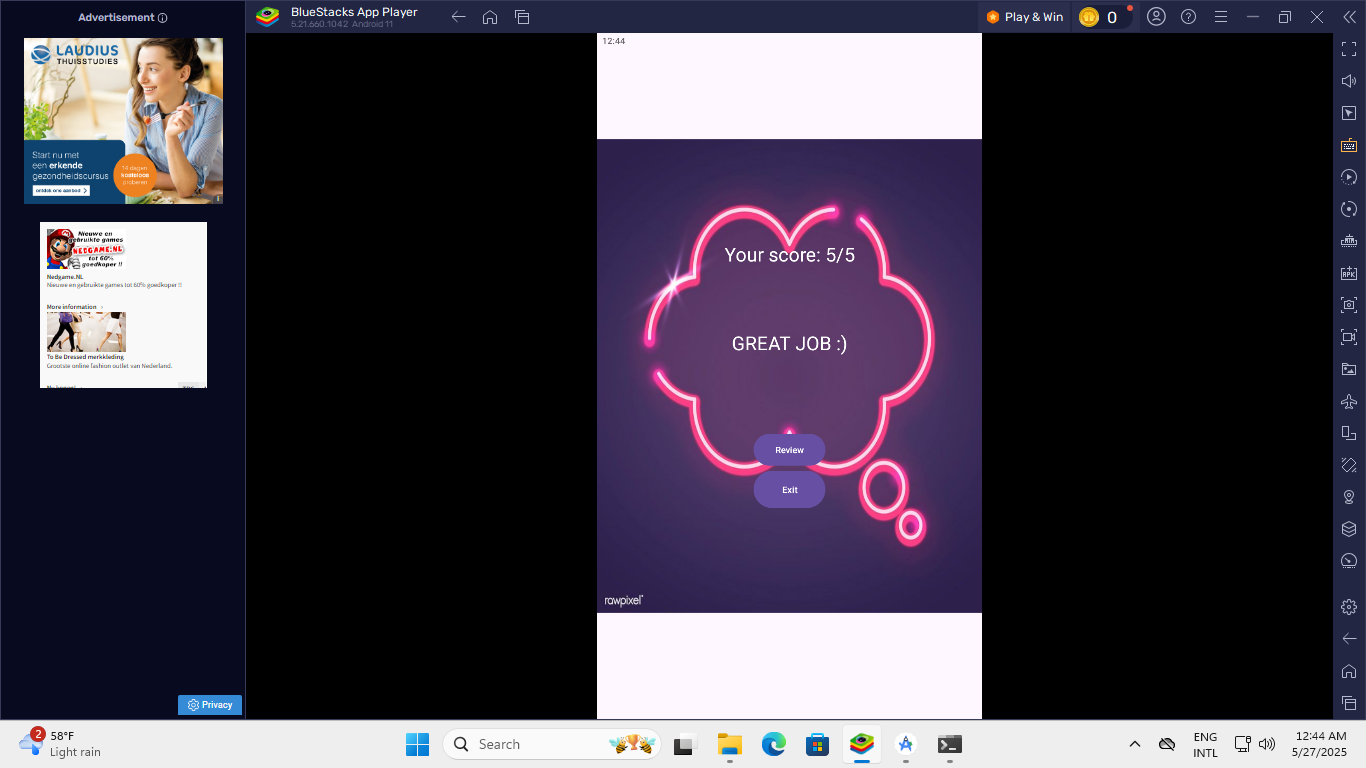 Advertisement
LAUDIUS
THUISSTUDIES
Start nu met
een erkende
gezondheidscursus
14 dagen
kosteloos
proberen
ontdek ons aanbod >
Nieuwe en
gebruikte games
NEDGAME.NL
tot 60%
goedkoper !!
Nedgame.NL
Nieuwe en gebruikte games tot 60% goedkoper!!
More information >
To Be Dressed merkkleding
Grootste online fashion outlet van Nederland.
Privacy
BlueStacks App Player
5.21.660.1042 Android 11
Play & Win
0
12:44
Your score: 5/5
GREAT JOB :)
Review
Exit
rawpixel
APK
2
58°F
Light rain
Search
ENG
INTL
12:44 AM
5/27/2025